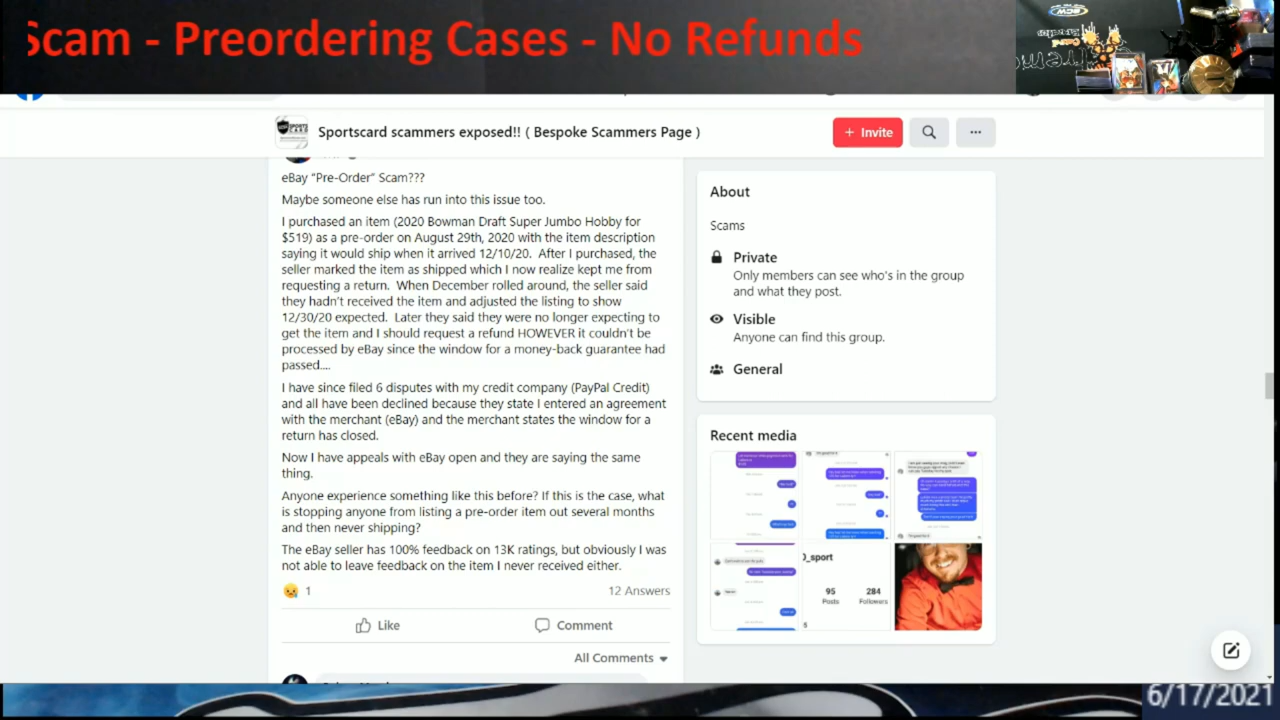 Scam - Preordering Cases - No Refunds
Sportscard scammers exposed!! ( Bespoke Scammers Page )
+ Invite
eBay “Pre-Order” Scam???
Maybe someone else has run into this issue too.
I purchased an item (2020 Bowman Draft Super Jumbo Hobby for
$519) as a pre-order on August 29th, 2020 with the item description
saying it would ship when it arrived 12/10/20. After I purchased, the
seller marked the item as shipped which I now realize kept me from
requesting a return. When December rolled around, the seller said
they hadn't received the item and adjusted the listing to show
12/30/20 expected. Later they said they were no longer expecting to
get the item and I should request a refund HOWEVER it couldn't be
processed by eBay since the window for a money-back guarantee had
passed....
I have since filed 6 disputes with my credit company (PayPal Credit)
and all have been declined because they state I entered an agreement
with the merchant (eBay) and the merchant states the window for a
return has closed.
Now I have appeals with eBay open and they are saying the same
thing.
Anyone experience something like this before? If this is the case, what
is stopping anyone from listing a pre-order item out several months
and then never shipping?
The eBay seller has 100% feedback on 13K ratings, but obviously I was
not able to leave feedback on the item I never received either.
1
12 Answers
Like
Comment
All Comments
About
Scams
Private
Only members can see who's in the group
and what they post.
Visible
Anyone can find this group.
General
Recent media
_sport
95
284
Posts
Followers
6/17/2021